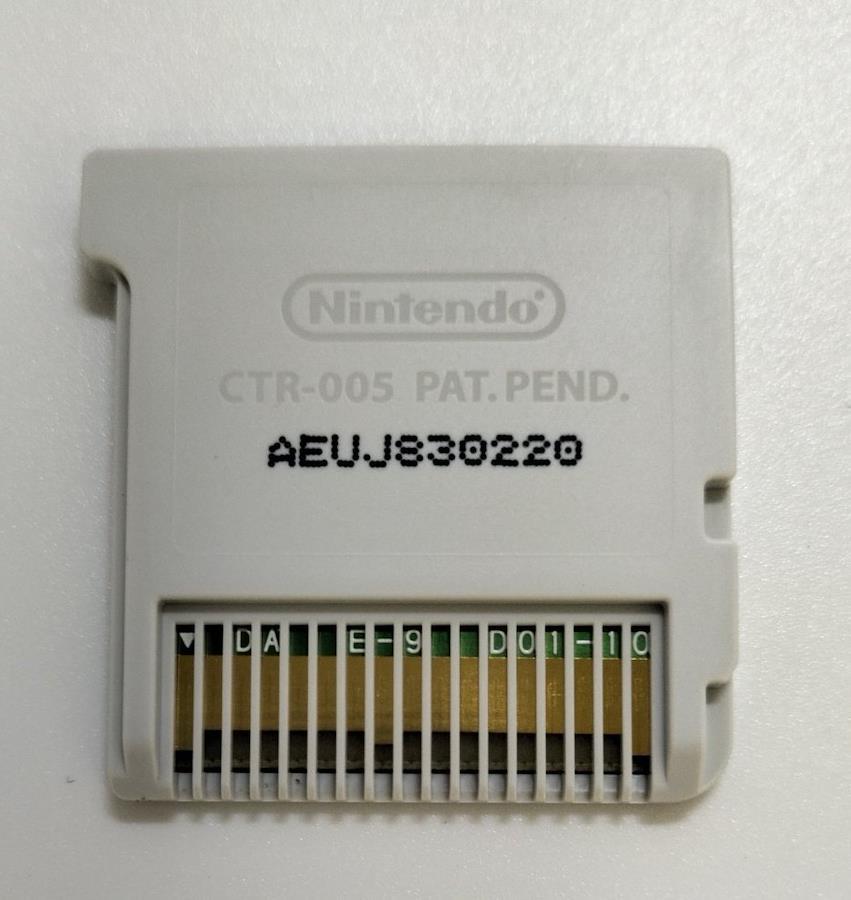 Nintendo
CTR-005 PAT. PEND.
AEUJ830220
▼ DA E-9 D01-10